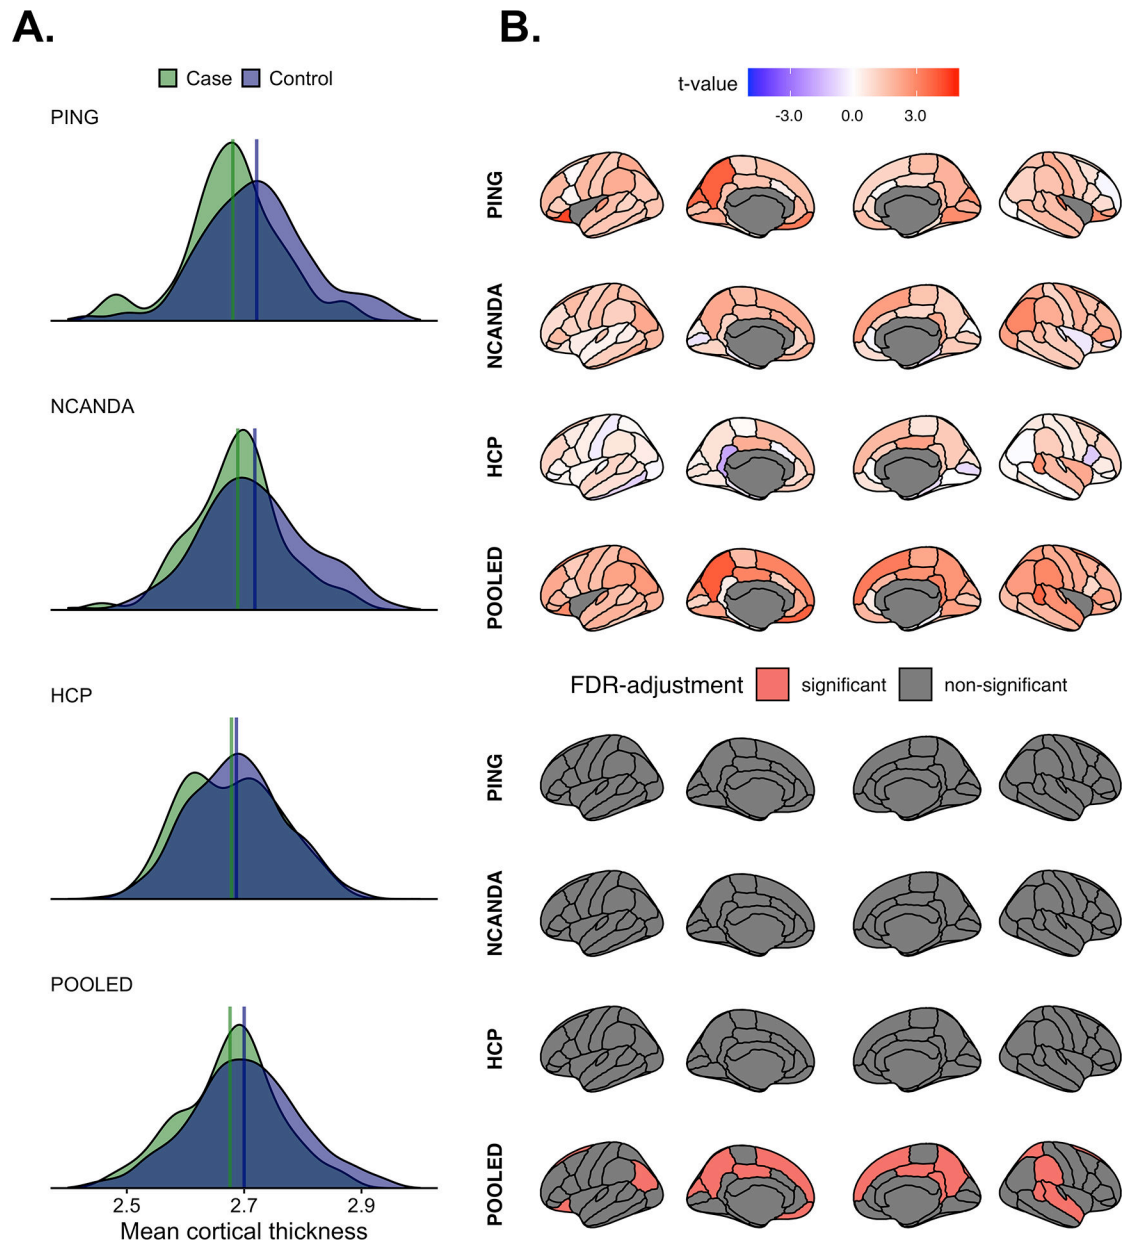 A.
Case Control
PING
NCANDA
HCP
POOLED
2.5 2.7 2.9
Mean cortical thickness
B.
t-value
-3.0 0.0 3.0
PING
NCANDA
HCP
POOLED
FDR-adjustment significant non-significant
PING
NCANDA
HCP
POOLED